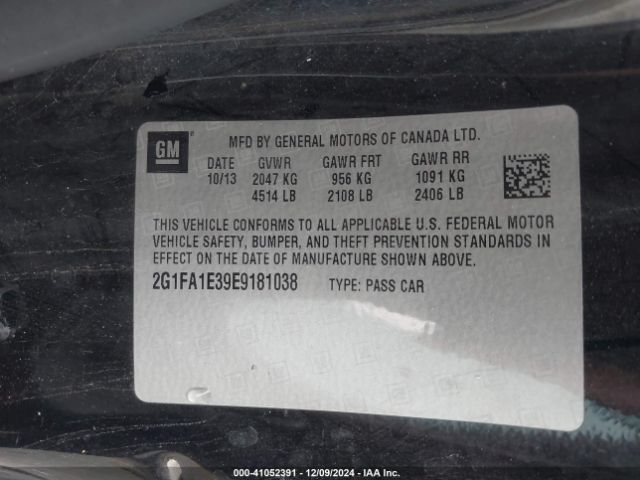 GM
MFD BY GENERAL MOTORS OF CANADA LTD.
DATE GVWR GAWR FRT GAWR RR
10/13 2047 KG 956 KG 1091 KG
4514 LB 2108 LB 2406 LB
THIS VEHICLE CONFORMS TO ALL APPLICABLE U.S. FEDERAL MOTOR
VEHICLE SAFETY, BUMPER, AND THEFT PREVENTION STANDARDS IN
EFFECT ON THE DATE OF MANUFACTURE SHOWN ABOVE.
2G1FA1E39E9181038 TYPE: PASS CAR
000-41052391 - 12/09/2024 - IAA Inc.